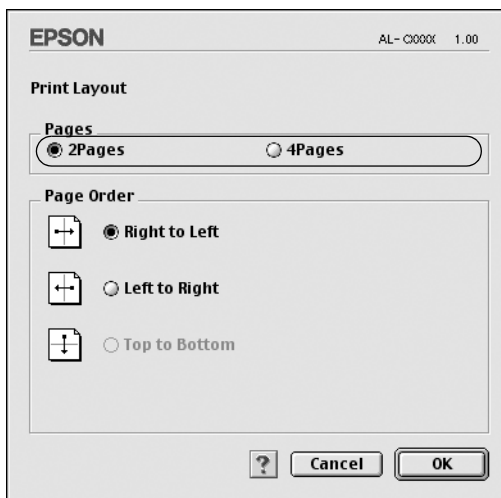 EPSON AL-CXXXX 1.00
Print Layout
Pages
2Pages 4Pages
Page Order
Right to Left
Left to Right
Top to Bottom
? Cancel OK